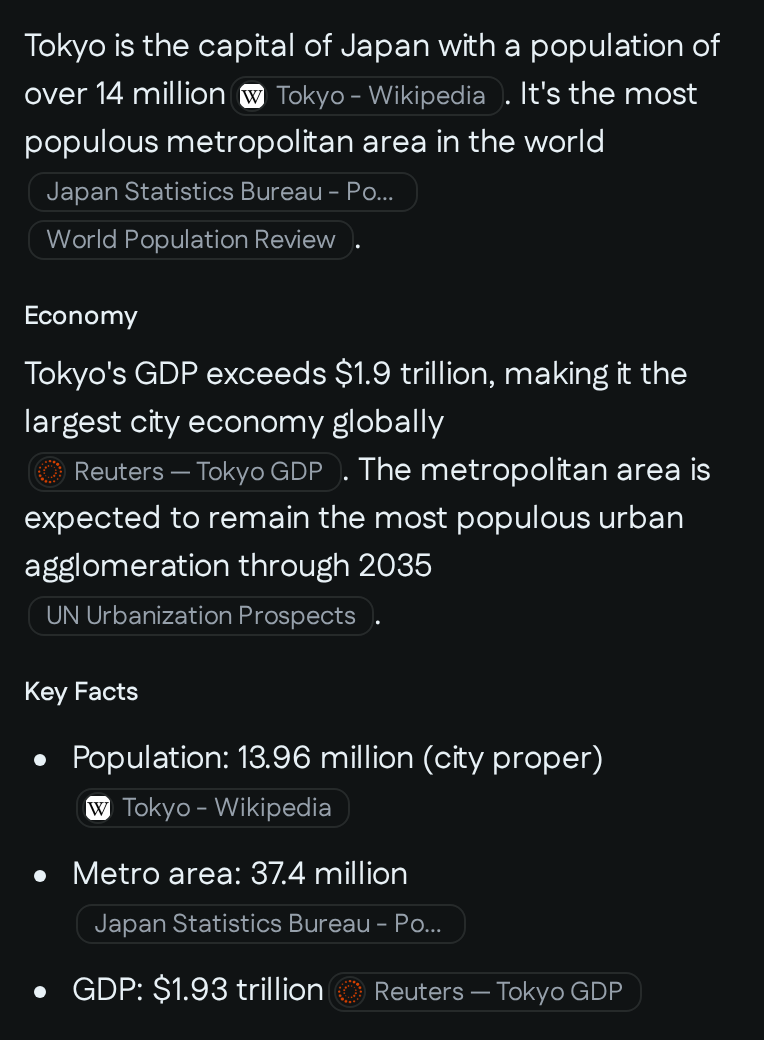 Tokyo is the capital of Japan with a population of
over 14 million W Tokyo - Wikipedia . It's the most
populous metropolitan area in the world
Japan Statistics Bureau - Po...
World Population Review .
Economy
Tokyo's GDP exceeds $1.9 trillion, making it the
largest city economy globally
Reuters — Tokyo GDP . The metropolitan area is
expected to remain the most populous urban
agglomeration through 2035
UN Urbanization Prospects .
Key Facts
• Population: 13.96 million (city proper)
W Tokyo - Wikipedia
• Metro area: 37.4 million
Japan Statistics Bureau - Po...
• GDP: $1.93 trillion Reuters — Tokyo GDP